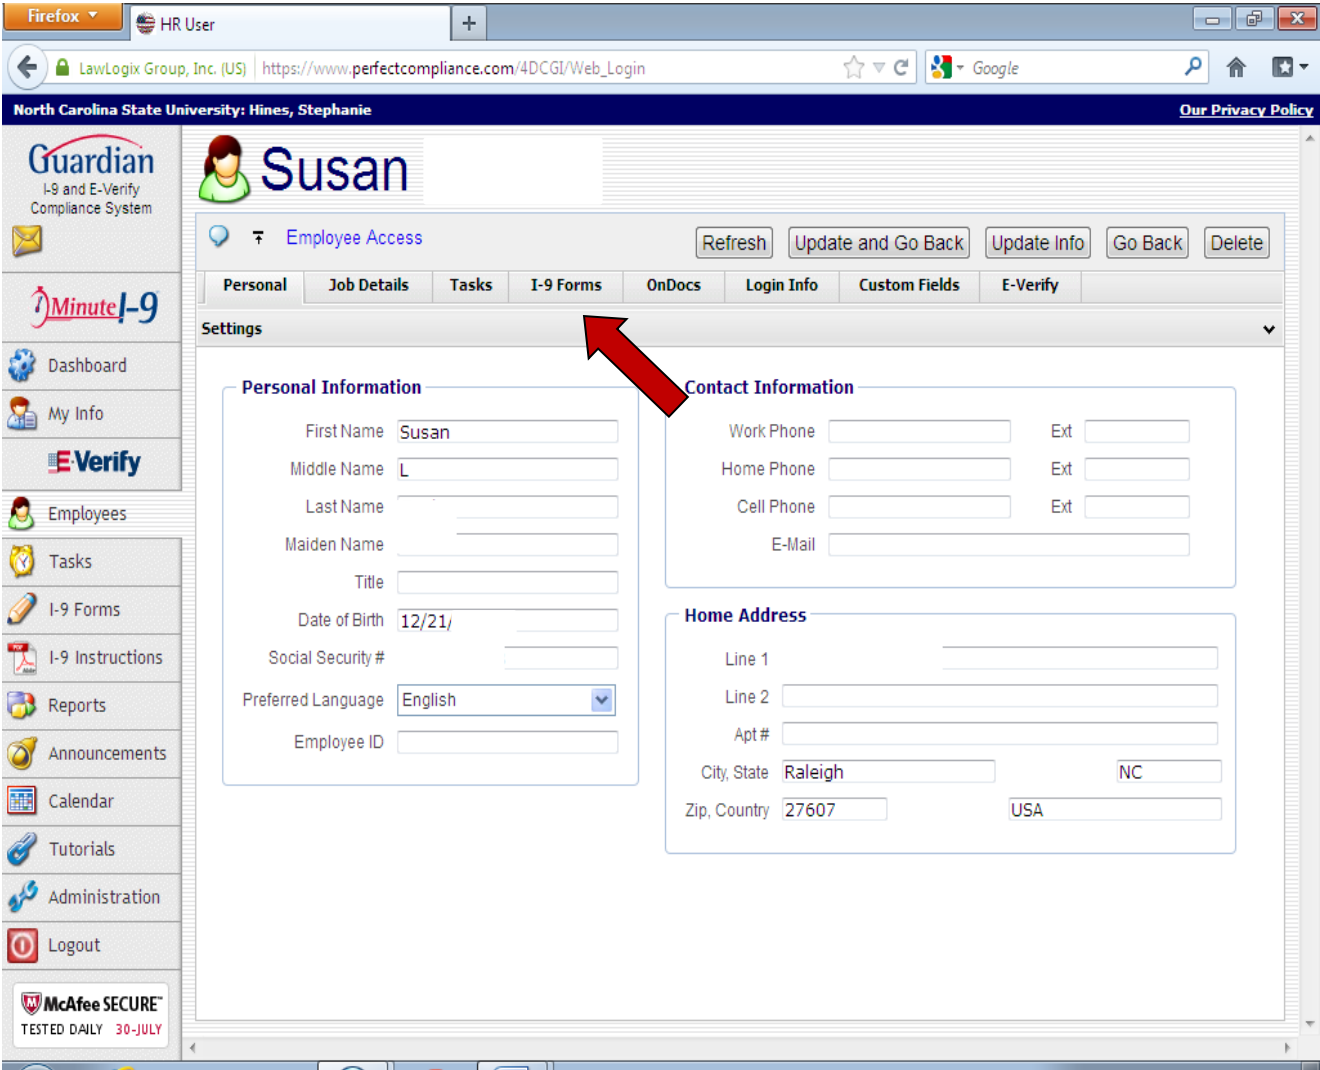 Firefox
HR User
LawLogix Group, Inc. (US) https://www.perfectcompliance.com/4DCGI/Web_Login
Google
North Carolina State University: Hines, Stephanie
Our Privacy Policy
Guardian
I-9 and E-Verify
Compliance System
Susan
Employee Access
Refresh Update and Go Back Update Info Go Back Delete
Personal Job Details Tasks I-9 Forms OnDocs Login Info Custom Fields E-Verify
Settings
Minute I-9
Dashboard
My Info
E-Verify
Employees
Tasks
I-9 Forms
I-9 Instructions
Reports
Announcements
Calendar
Tutorials
Administration
Logout
McAfee SECURE™
TESTED DAILY 30-JULY
Personal Information
First Name Susan
Middle Name L
Last Name
Maiden Name
Title
Date of Birth 12/21/
Social Security #
Preferred Language English
Employee ID
Contact Information
Work Phone Ext
Home Phone Ext
Cell Phone Ext
E-Mail
Home Address
Line 1
Line 2
Apt #
City, State Raleigh NC
Zip, Country 27607 USA